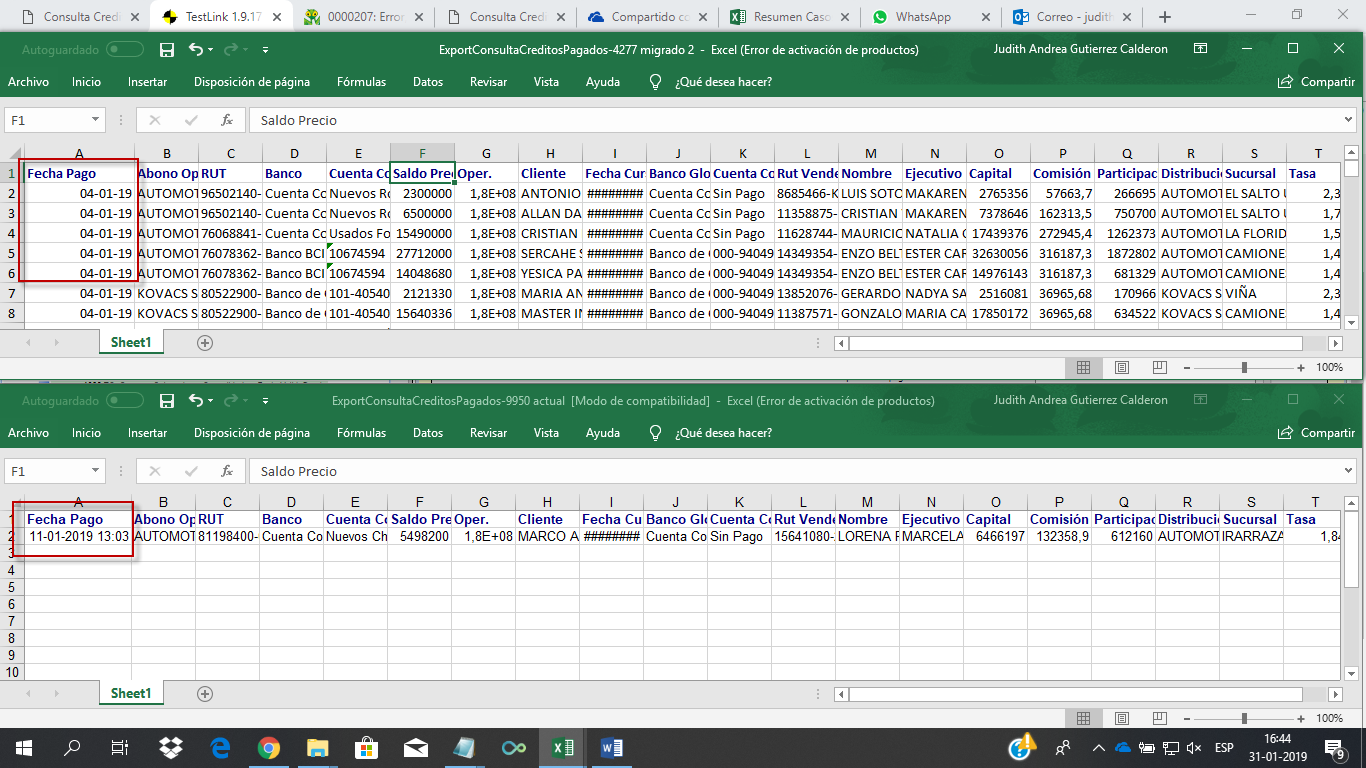 Consulta Credit × TestLink 1.9.17 × 0000207: Error × Consulta Credit × Compartido co × Resumen Caso × WhatsApp × Correo - judith × +
Autoguardado ExportConsultaCreditosPagados-4277 migrado 2 - Excel (Error de activación de productos) Judith Andrea Gutierrez Calderon
Archivo Inicio Insertar Disposición de página Fórmulas Datos Revisar Vista Ayuda ¿Qué desea hacer? Compartir
F1 fx Saldo Precio
A B C D E F G H I J K L M N O P Q R S T
1 Fecha Pago Abono Op RUT Banco Cuenta Co Saldo Pre Oper. Cliente Fecha Cur Banco Glo Cuenta Co Rut Vende Nombre Ejecutivo Capital Comisión Participac Distribuid Sucursal Tasa
2 04-01-19 AUTOMOT 96502140- Cuenta Co Nuevos Ro 2300000 1,8E+08 ANTONIO ######## Cuenta Co Sin Pago 8685466-K LUIS SOTO MAKAREN 2765356 57663,7 266695 AUTOMOT EL SALTO U 2,3
3 04-01-19 AUTOMOT 96502140- Cuenta Co Nuevos Ro 6500000 1,8E+08 ALLAN DA ######## Cuenta Co Sin Pago 11358875- CRISTIAN MAKAREN 7378646 162313,5 750700 AUTOMOT EL SALTO U 1,7
4 04-01-19 AUTOMOT 76068841- Cuenta Co Usados Fo 15490000 1,8E+08 CRISTIAN ######## Cuenta Co Sin Pago 11628744- MAURICIO NATALIA C 17439376 272945,4 1262373 AUTOMOT LA FLORID 1,5
5 04-01-19 AUTOMOT 76078362- Banco BCI 10674594 27712000 1,8E+08 SERCAHE S ######## Banco de C 000-94049 14349354- ENZO BEL ESTER CAR 32630056 316187,3 1872802 AUTOMOT CAMIONE 1,4
6 04-01-19 AUTOMOT 76078362- Banco BCI 10674594 14048680 1,8E+08 YESICA PA ######## Banco de C 000-94049 14349354- ENZO BEL ESTER CAR 14976143 316187,3 681329 AUTOMOT CAMIONE 1,4
7 04-01-19 KOVACS S 80522900- Banco de C 101-40540 2121330 1,8E+08 MARIA AN ######## Banco de C 000-94049 13852076- GERARDO NADYA SA 2516081 36965,68 170966 KOVACS S VIÑA 2,3
8 04-01-19 KOVACS S 80522900- Banco de C 101-40540 15640336 1,8E+08 MASTER IN ######## Banco de C 000-94049 11387571- GONZALO MARIA CA 17850172 36965,68 634522 KOVACS S CAMIONE 1,4
Sheet1
100%
Autoguardado ExportConsultaCreditosPagados-9950 actual [Modo de compatibilidad] - Excel (Error de activación de productos) Judith Andrea Gutierrez Calderon
Archivo Inicio Insertar Disposición de página Fórmulas Datos Revisar Vista Ayuda ¿Qué desea hacer? Compartir
F1 fx Saldo Precio
A B C D E F G H I J K L M N O P Q R S T
1 Fecha Pago Abono Op RUT Banco Cuenta Co Saldo Pre Oper. Cliente Fecha Cu Banco Glo Cuenta Co Rut Vende Nombre Ejecutivo Capital Comisión Participac Distribuid Sucursal Tasa
2 11-01-2019 13:03 AUTOMOT 81198400- Cuenta Co Nuevos Ch 5498200 1,8E+08 MARCO A ######## Cuenta Co Sin Pago 15641080- LORENA P MARCELA 6466197 132358,9 612160 AUTOMOT IRARRAZA 1,84
3
4
5
6
7
8
9
10
Sheet1
100%
ESP 16:44
31-01-2019 9